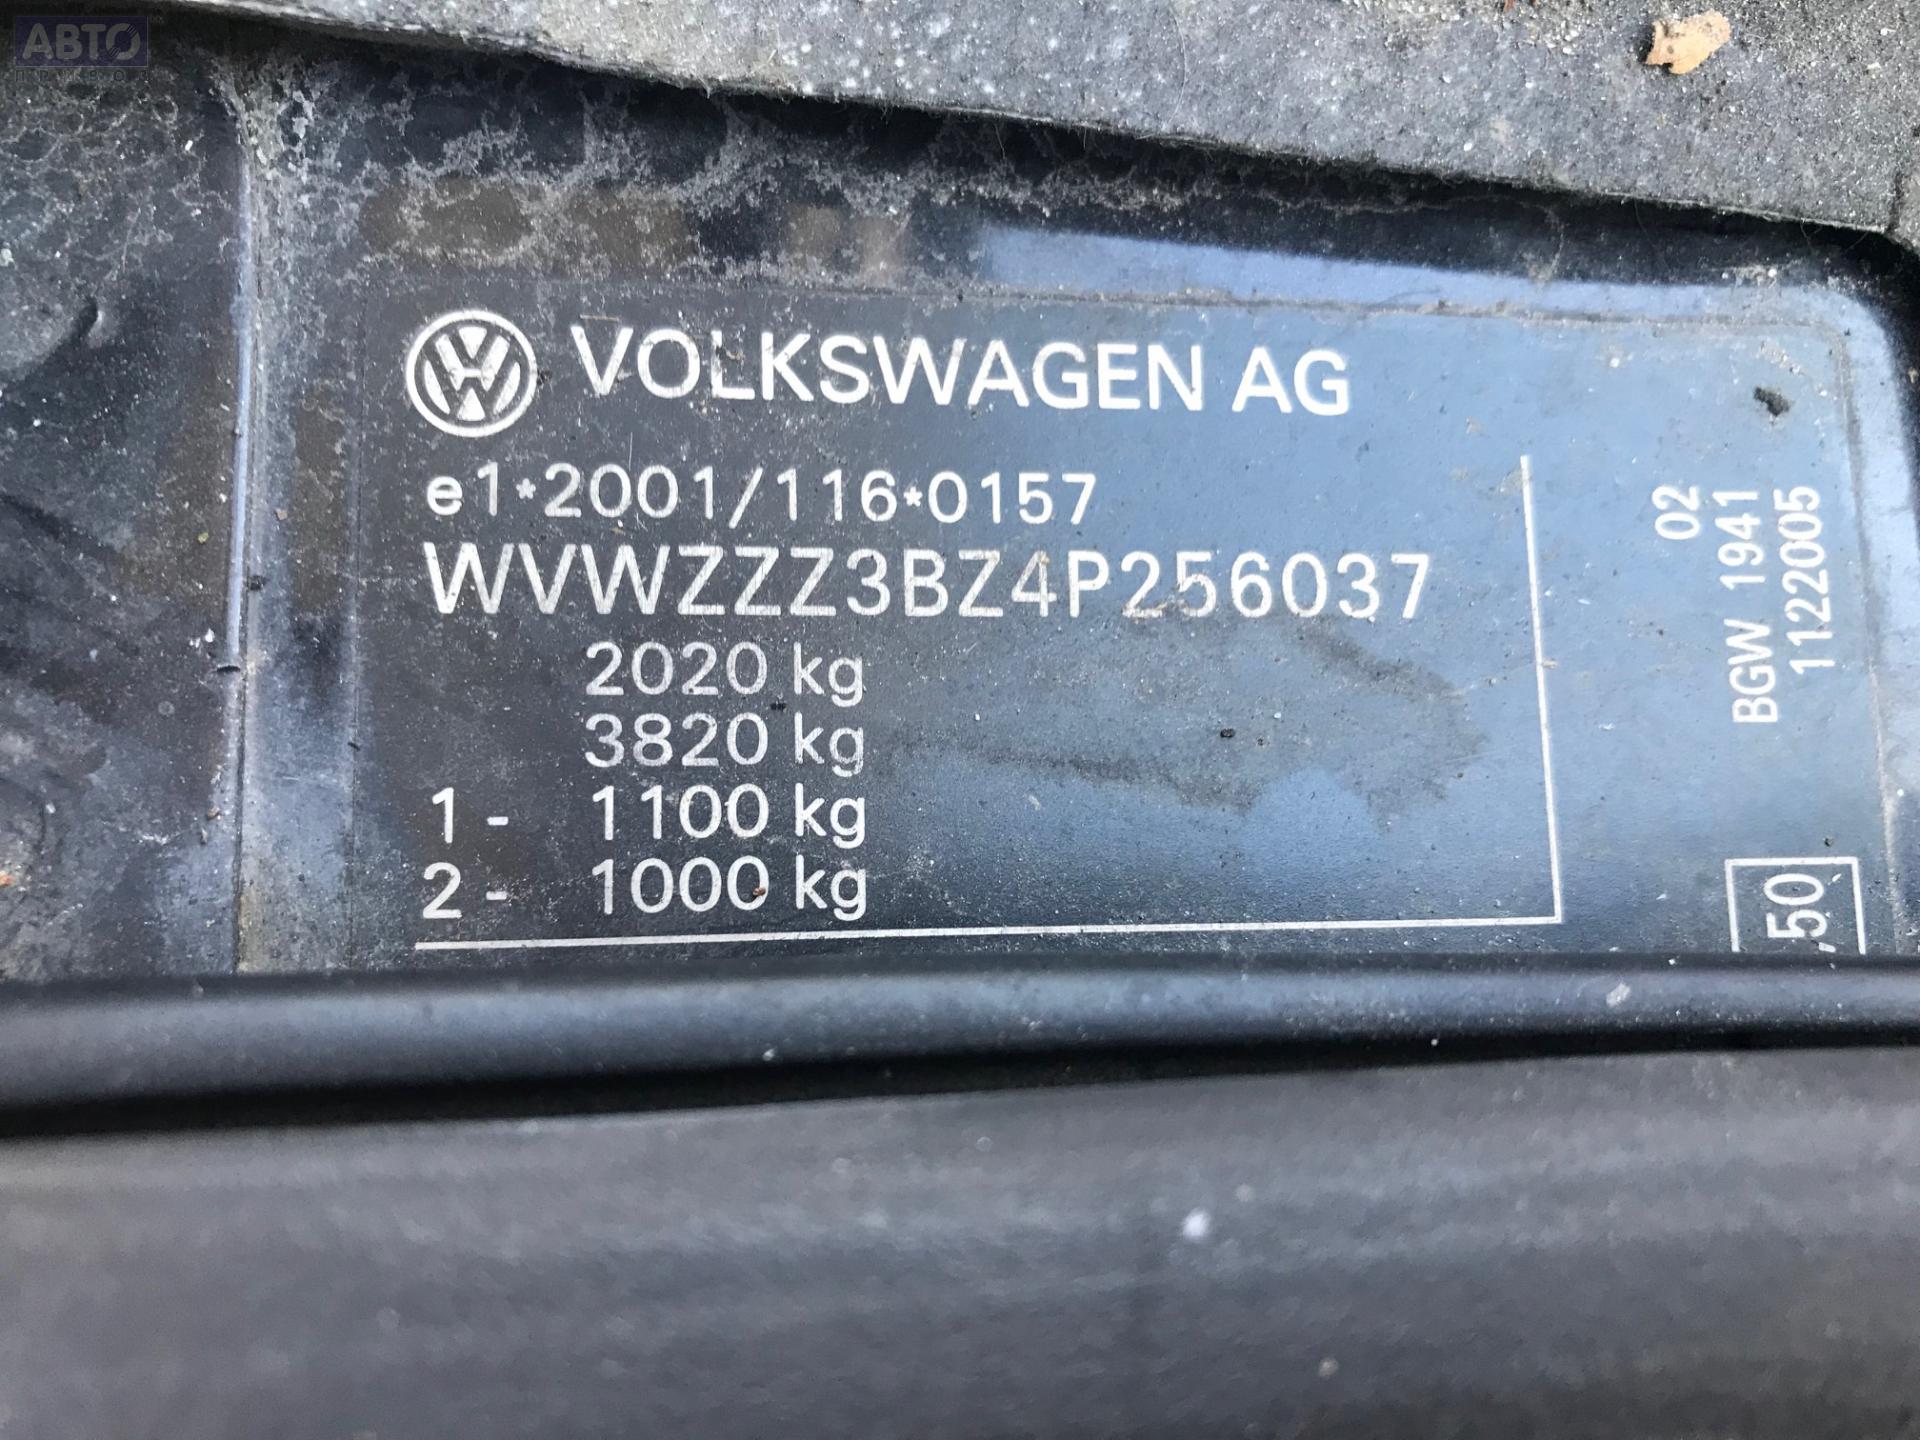 АВТО
VOLKSWAGEN AG
e1*2001/116*0157
WVWZZZ3BZ4P256037
2020 kg
3820 kg
1- 1100 kg
2- 1000 kg
02
BGW 1941
1122005
,50